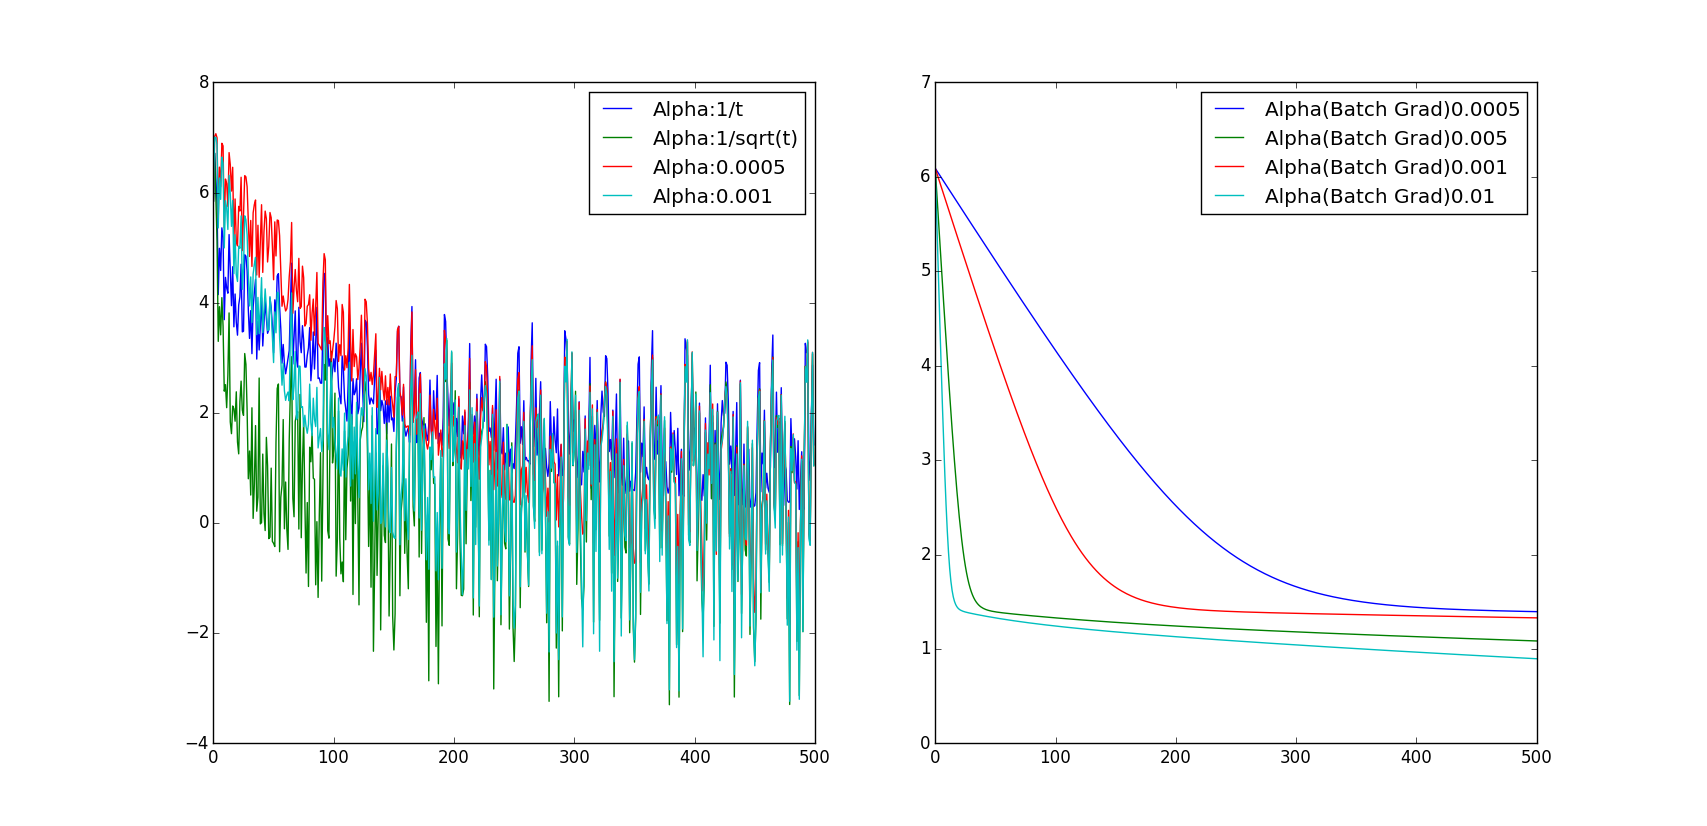 8
6
4
2
0
−2
−4
0 100 200 300 400 500
Alpha:1/t
Alpha:1/sqrt(t)
Alpha:0.0005
Alpha:0.001
7
6
5
4
3
2
1
0
0 100 200 300 400 500
Alpha(Batch Grad)0.0005
Alpha(Batch Grad)0.005
Alpha(Batch Grad)0.001
Alpha(Batch Grad)0.01